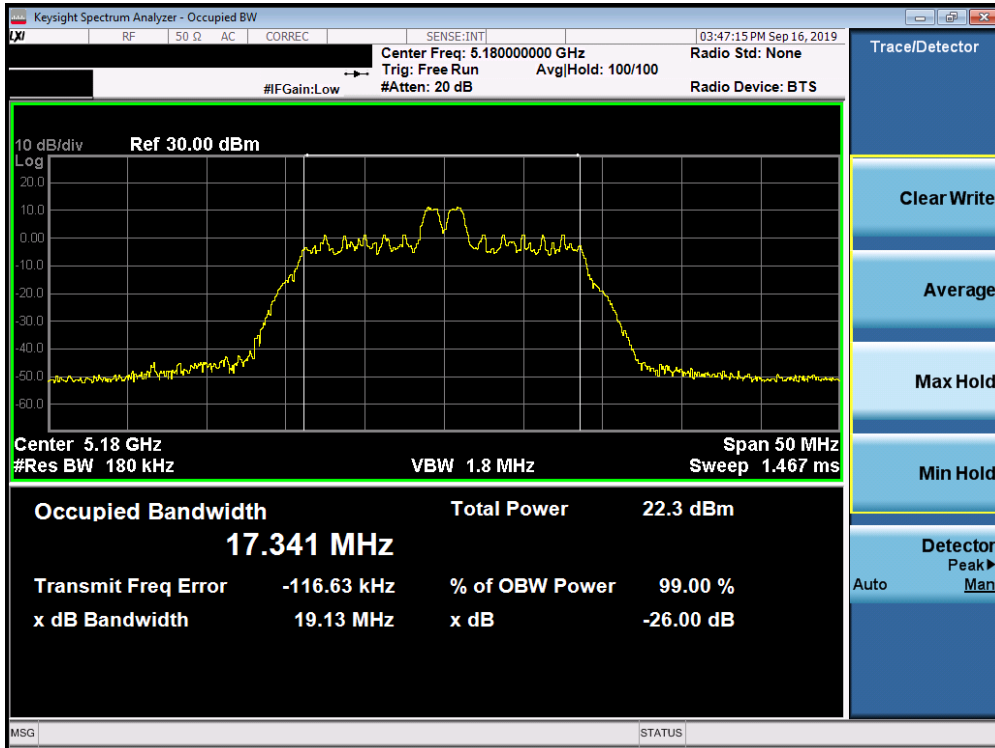 Keysight Spectrum Analyzer - Occupied BW
LXI RF 50 Ω AC CORREC SENSE:INT 03:47:15 PM Sep 16, 2019
Center Freq: 5.180000000 GHz Radio Std: None
Trig: Free Run Avg|Hold: 100/100
#IFGain:Low #Atten: 20 dB Radio Device: BTS
10 dB/div Ref 30.00 dBm
Log
20.0
10.0
0.00
-10.0
-20.0
-30.0
-40.0
-50.0
-60.0
Center 5.18 GHz Span 50 MHz
#Res BW 180 kHz VBW 1.8 MHz Sweep 1.467 ms
Occupied Bandwidth Total Power 22.3 dBm
17.341 MHz
Transmit Freq Error -116.63 kHz % of OBW Power 99.00 %
x dB Bandwidth 19.13 MHz x dB -26.00 dB
MSG STATUS
Trace/Detector
Clear Write
Average
Max Hold
Min Hold
Detector
Peak▶
Auto Man